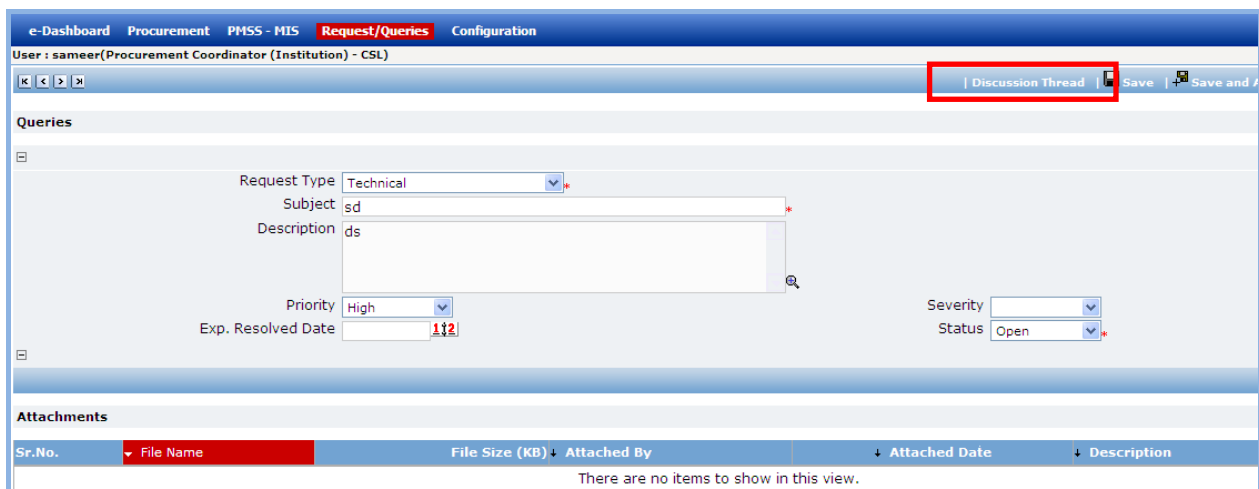 e-Dashboard Procurement PMSS - MIS Request/Queries Configuration
User : sameer(Procurement Coordinator (Institution) - CSL)
| Discussion Thread | Save | Save and A
Queries
Request Type Technical *
Subject sd *
Description ds
Priority High Severity
Exp. Resolved Date 12 Status Open *
Attachments
Sr.No. File Name File Size (KB) Attached By Attached Date Description
There are no items to show in this view.